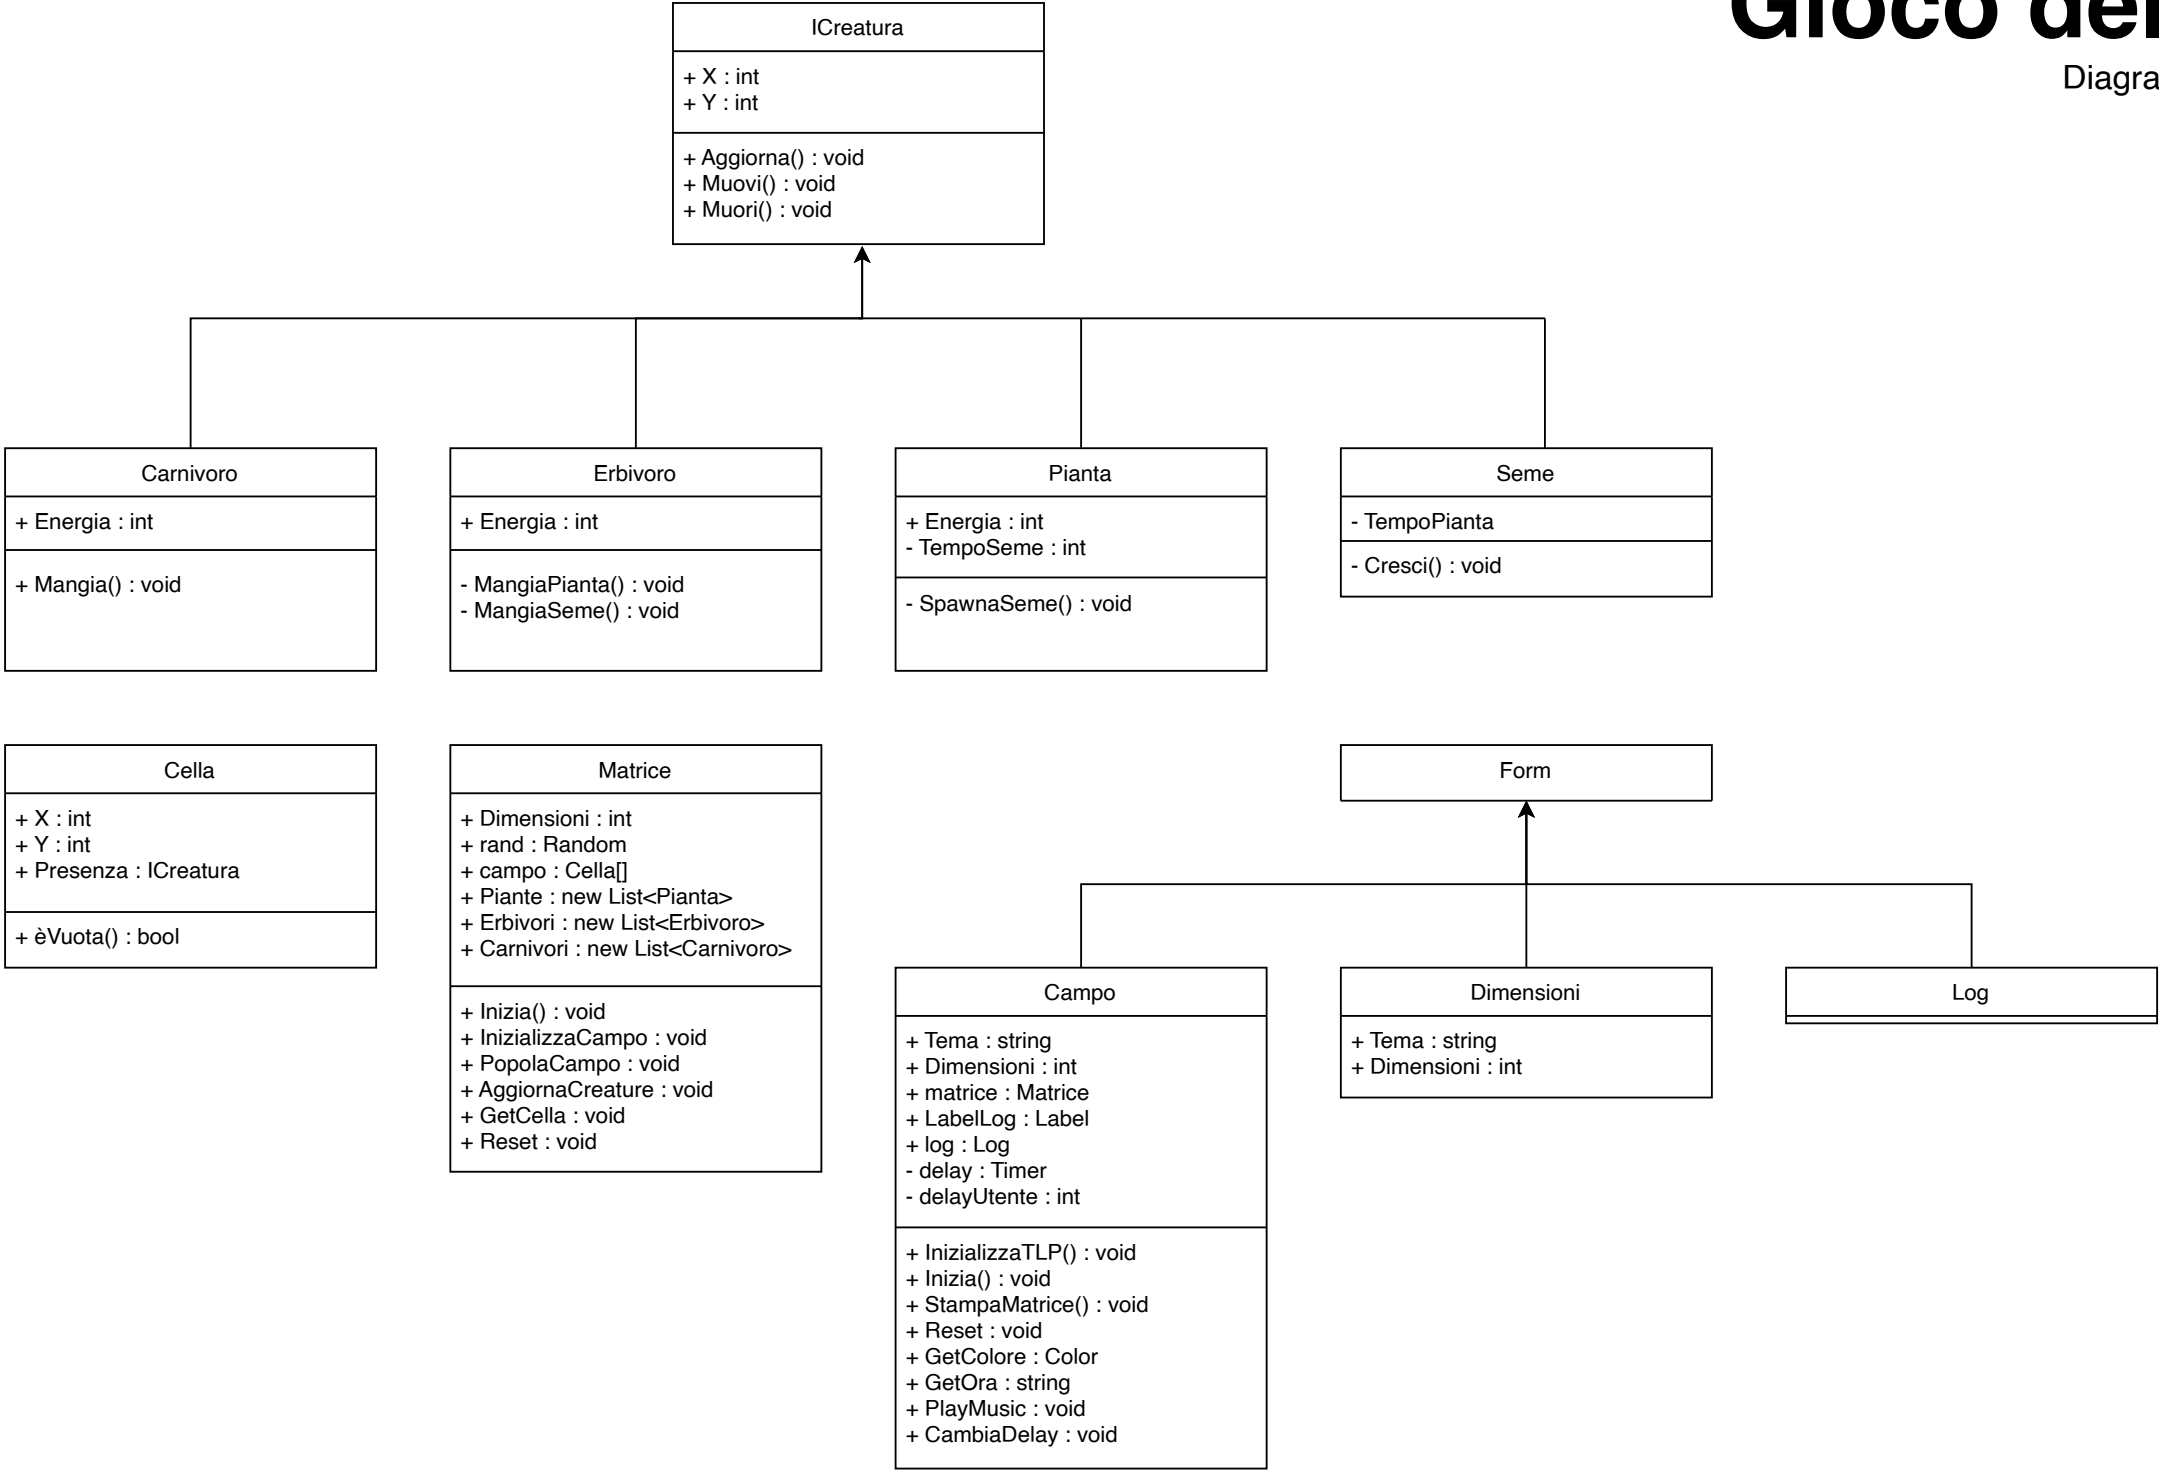 Gioco del
Diagra
ICreatura
+ X : int
+ Y : int
+ Aggiorna() : void
+ Muovi() : void
+ Muori() : void
Carnivoro
+ Energia : int
+ Mangia() : void
Erbivoro
+ Energia : int
- MangiaPianta() : void
- MangiaSeme() : void
Pianta
+ Energia : int
- TempoSeme : int
- SpawnaSeme() : void
Seme
- TempoPianta
- Cresci() : void
Cella
+ X : int
+ Y : int
+ Presenza : ICreatura
+ èVuota() : bool
Matrice
+ Dimensioni : int
+ rand : Random
+ campo : Cella[]
+ Piante : new List<Pianta>
+ Erbivori : new List<Erbivoro>
+ Carnivori : new List<Carnivoro>
+ Inizia() : void
+ InizializzaCampo : void
+ PopolaCampo : void
+ AggiornaCreature : void
+ GetCella : void
+ Reset : void
Form
Campo
+ Tema : string
+ Dimensioni : int
+ matrice : Matrice
+ LabelLog : Label
+ log : Log
- delay : Timer
- delayUtente : int
+ InizializzaTLP() : void
+ Inizia() : void
+ StampaMatrice() : void
+ Reset : void
+ GetColore : Color
+ GetOra : string
+ PlayMusic : void
+ CambiaDelay : void
Dimensioni
+ Tema : string
+ Dimensioni : int
Log